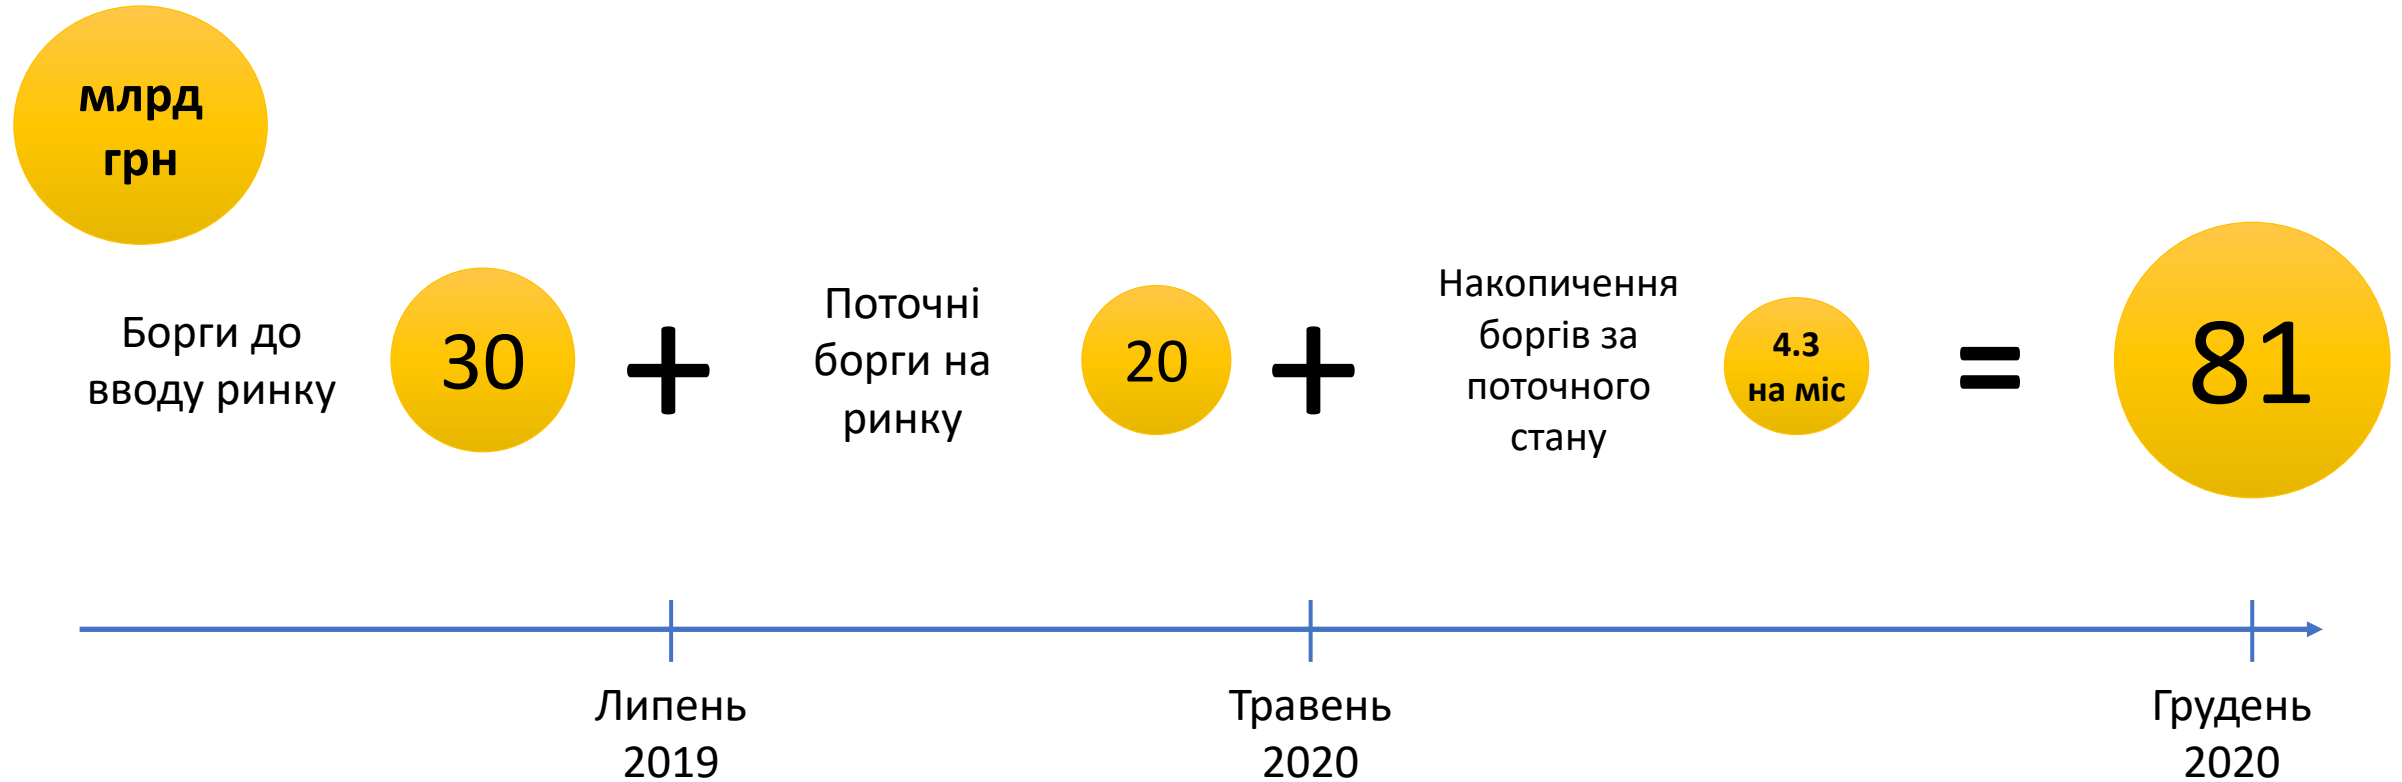 млрд
грн
Борги до
вводу ринку
30
+
Поточні
борги на
ринку
20
+
Накопичення
боргів за
поточного
стану
4.3
на міс
=
81
Липень
2019
Травень
2020
Грудень
2020